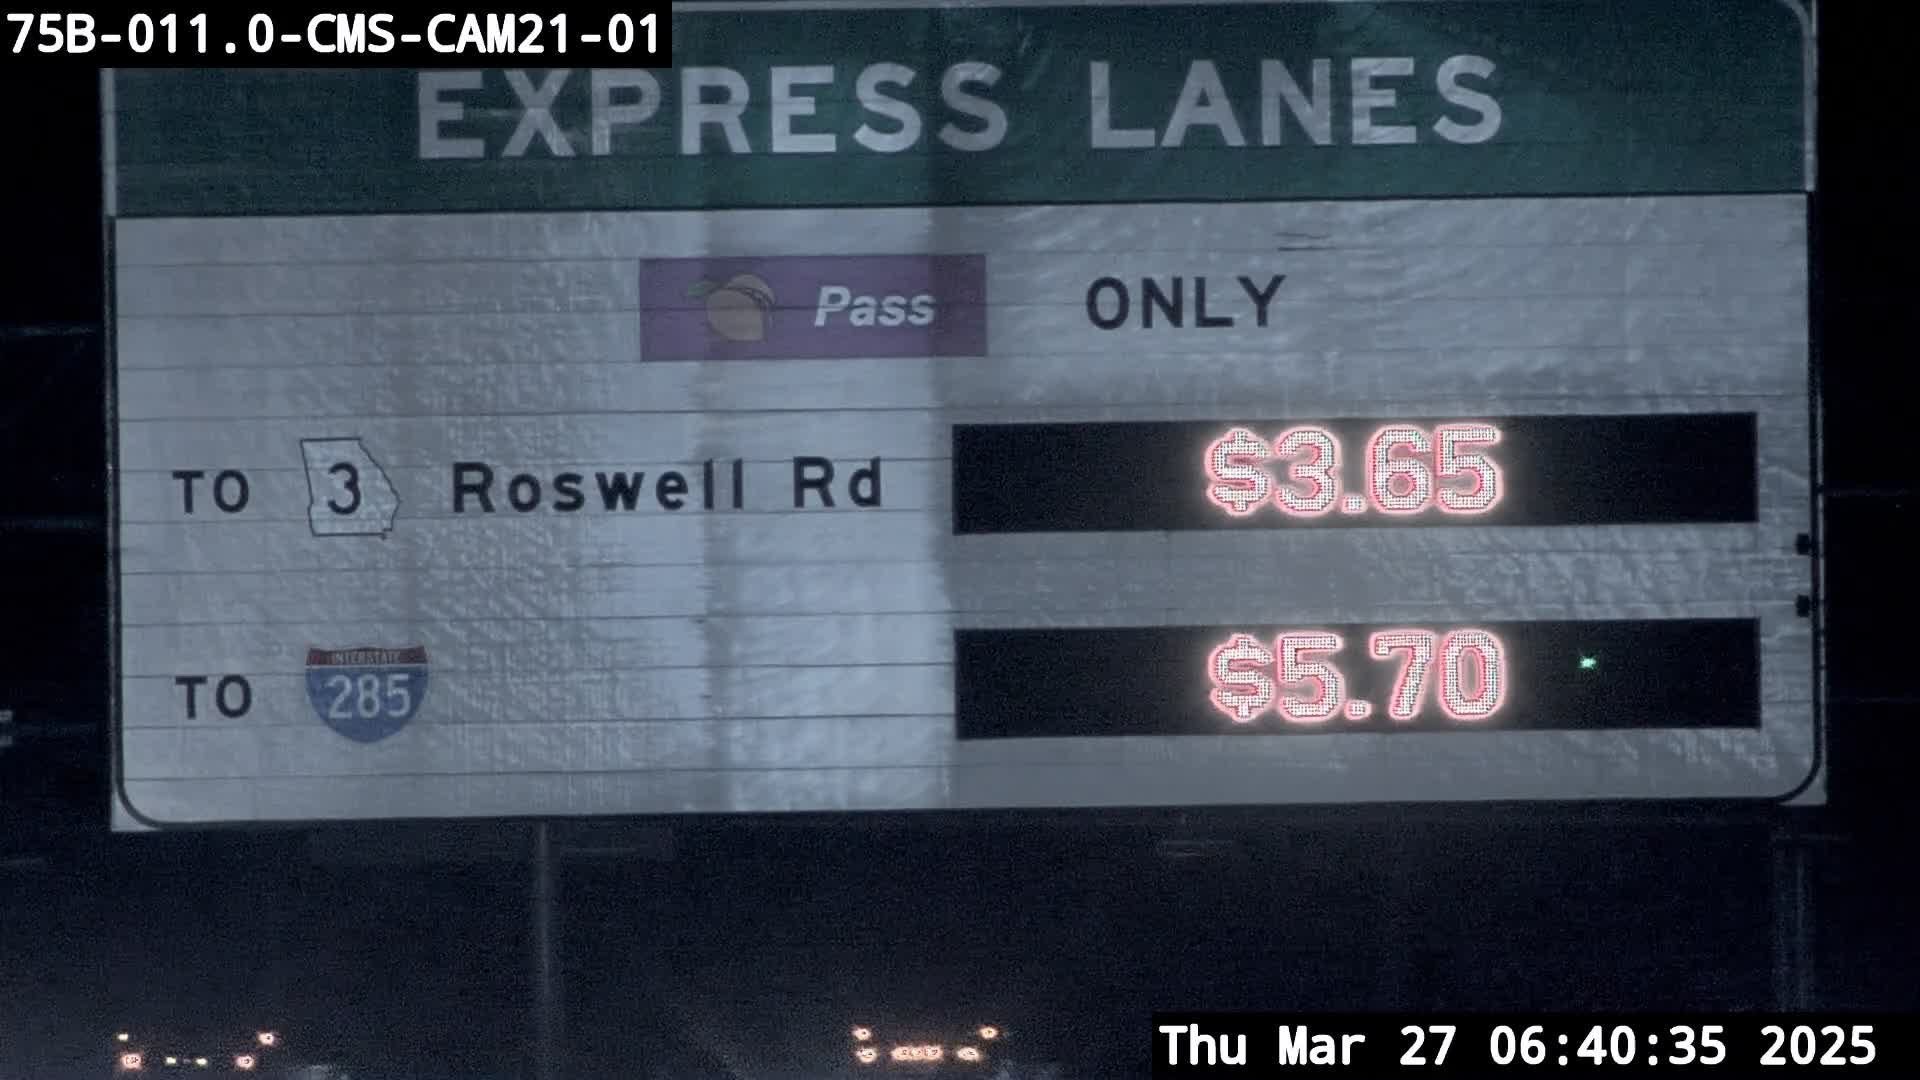 75B-011.0-CMS-CAM21-01
EXPRESS LANES
Pass ONLY
TO 3 Roswell Rd $3.65
INTERSTATE
TO 285 $5.70
Thu Mar 27 06:40:35 2025